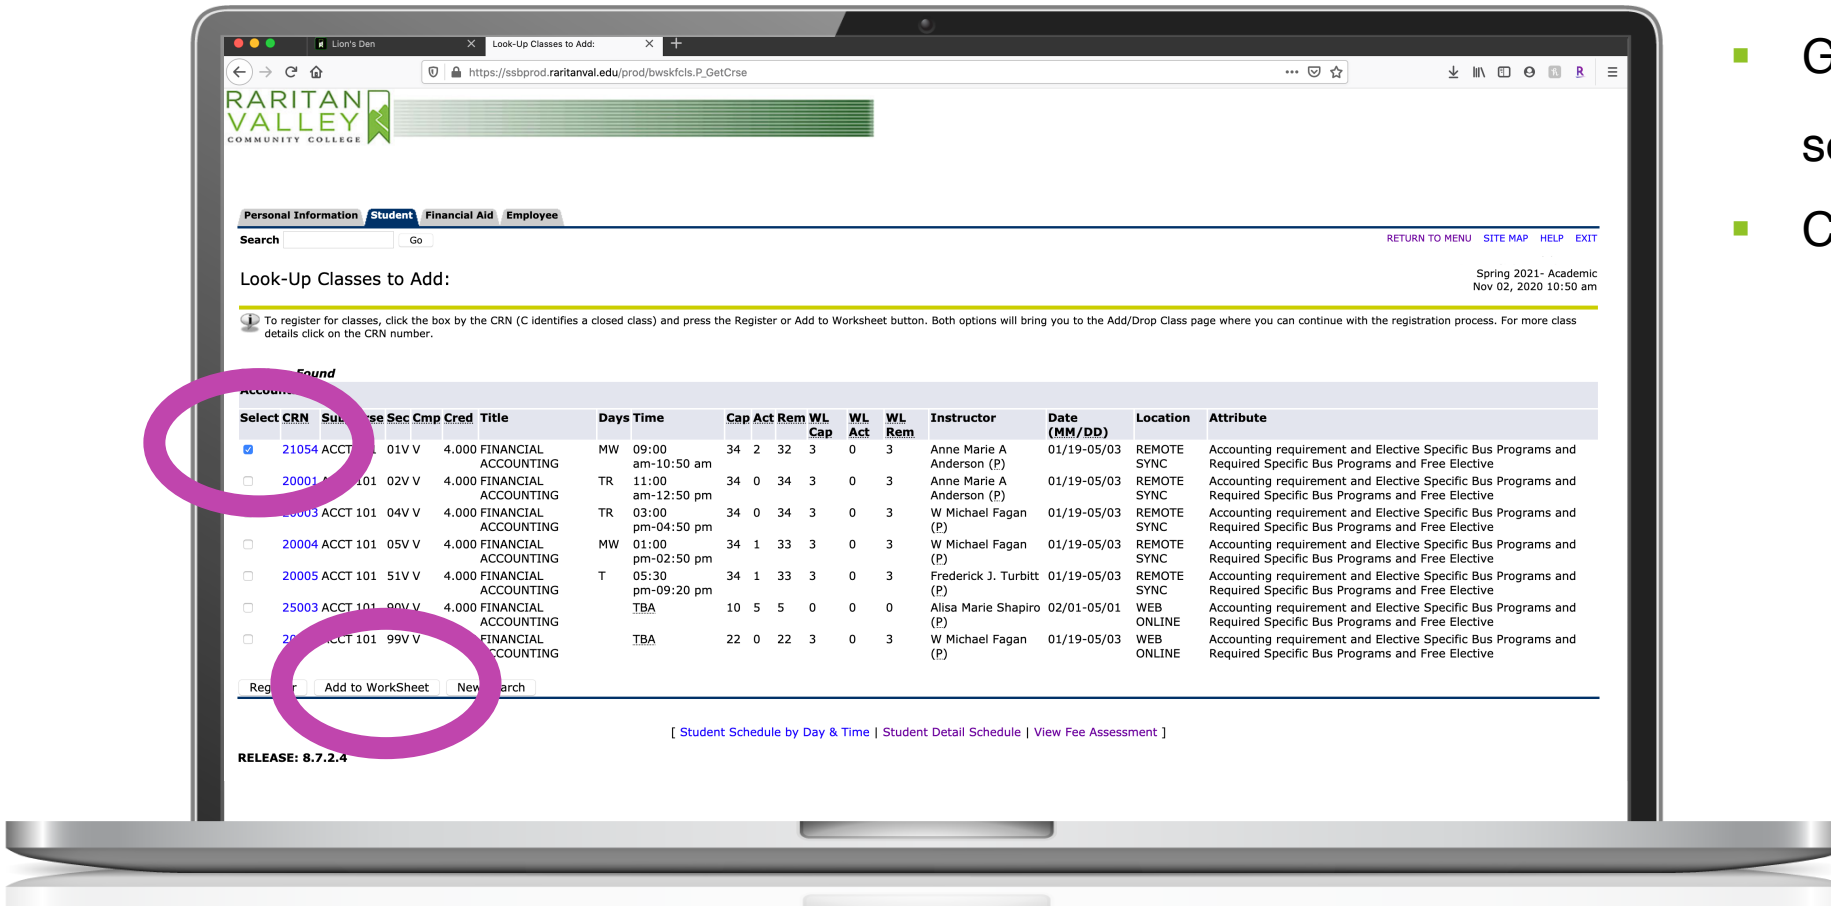 Lion's Den
Look-Up Classes to Add:
https://ssbprod.raritanval.edu/prod/bwskfcls.P_GetCrse
RARITAN
VALLEY
COMMUNITY COLLEGE
Personal Information Student Financial Aid Employee
Search Go
RETURN TO MENU SITE MAP HELP EXIT
Look-Up Classes to Add:
Spring 2021- Academic
Nov 02, 2020 10:50 am
To register for classes, click the box by the CRN (C identifies a closed class) and press the Register or Add to Worksheet button. Both options will bring you to the Add/Drop Class page where you can continue with the registration process. For more class
details click on the CRN number.
Found
Select CRN Sec Cmp Cred Title Days Time Cap Act Rem WL WL WL Instructor Date Location Attribute
Cap Act Rem (MM/DD)
21054 ACCT 01V V 4.000 FINANCIAL MW 09:00 34 2 32 3 0 3 Anne Marie A 01/19-05/03 REMOTE Accounting requirement and Elective Specific Bus Programs and
ACCOUNTING am-10:50 am Anderson (P) SYNC Required Specific Bus Programs and Free Elective
20001 101 02V V 4.000 FINANCIAL TR 11:00 34 0 34 3 0 3 Anne Marie A 01/19-05/03 REMOTE Accounting requirement and Elective Specific Bus Programs and
ACCOUNTING am-12:50 pm Anderson (P) SYNC Required Specific Bus Programs and Free Elective
20003 ACCT 101 04V V 4.000 FINANCIAL TR 03:00 34 0 34 3 0 3 W Michael Fagan 01/19-05/03 REMOTE Accounting requirement and Elective Specific Bus Programs and
ACCOUNTING pm-04:50 pm (P) SYNC Required Specific Bus Programs and Free Elective
20004 ACCT 101 05V V 4.000 FINANCIAL MW 01:00 34 1 33 3 0 3 W Michael Fagan 01/19-05/03 REMOTE Accounting requirement and Elective Specific Bus Programs and
ACCOUNTING pm-02:50 pm (P) SYNC Required Specific Bus Programs and Free Elective
20005 ACCT 101 51V V 4.000 FINANCIAL T 05:30 34 1 33 3 0 3 Frederick J. Turbitt 01/19-05/03 REMOTE Accounting requirement and Elective Specific Bus Programs and
ACCOUNTING pm-09:20 pm (P) SYNC Required Specific Bus Programs and Free Elective
25003 ACCT 101 90V V 4.000 FINANCIAL TBA 10 5 5 0 0 0 Alisa Marie Shapiro 02/01-05/01 WEB Accounting requirement and Elective Specific Bus Programs and
ACCOUNTING (P) ONLINE Required Specific Bus Programs and Free Elective
ACCT 101 99V V FINANCIAL TBA 22 0 22 3 0 3 W Michael Fagan 01/19-05/03 WEB Accounting requirement and Elective Specific Bus Programs and
ACCOUNTING (P) ONLINE Required Specific Bus Programs and Free Elective
Add to WorkSheet New
[ Student Schedule by Day & Time | Student Detail Schedule | View Fee Assessment ]
RELEASE: 8.7.2.4